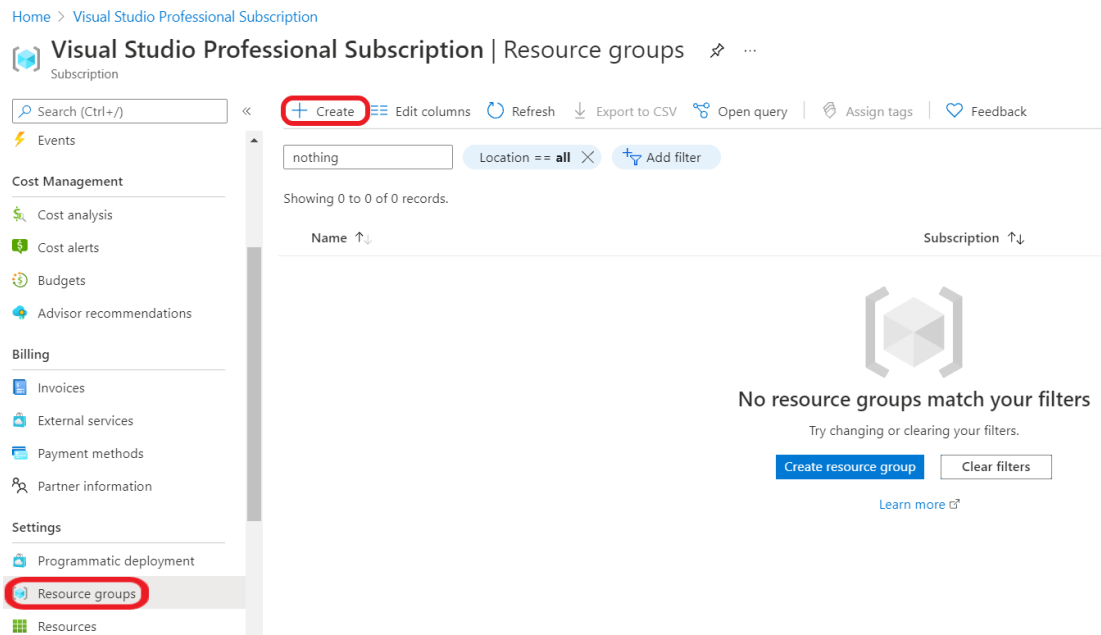 Home > Visual Studio Professional Subscription
Visual Studio Professional Subscription | Resource groups
Subscription
Search (Ctrl+/)
Events
Cost Management
Cost analysis
Cost alerts
Budgets
Advisor recommendations
Billing
Invoices
External services
Payment methods
Partner information
Settings
Programmatic deployment
Resource groups
Resources
Create Edit columns Refresh Export to CSV Open query Assign tags Feedback
nothing Location == all Add filter
Showing 0 to 0 of 0 records.
Name Subscription
No resource groups match your filters
Try changing or clearing your filters.
Create resource group Clear filters
Learn more